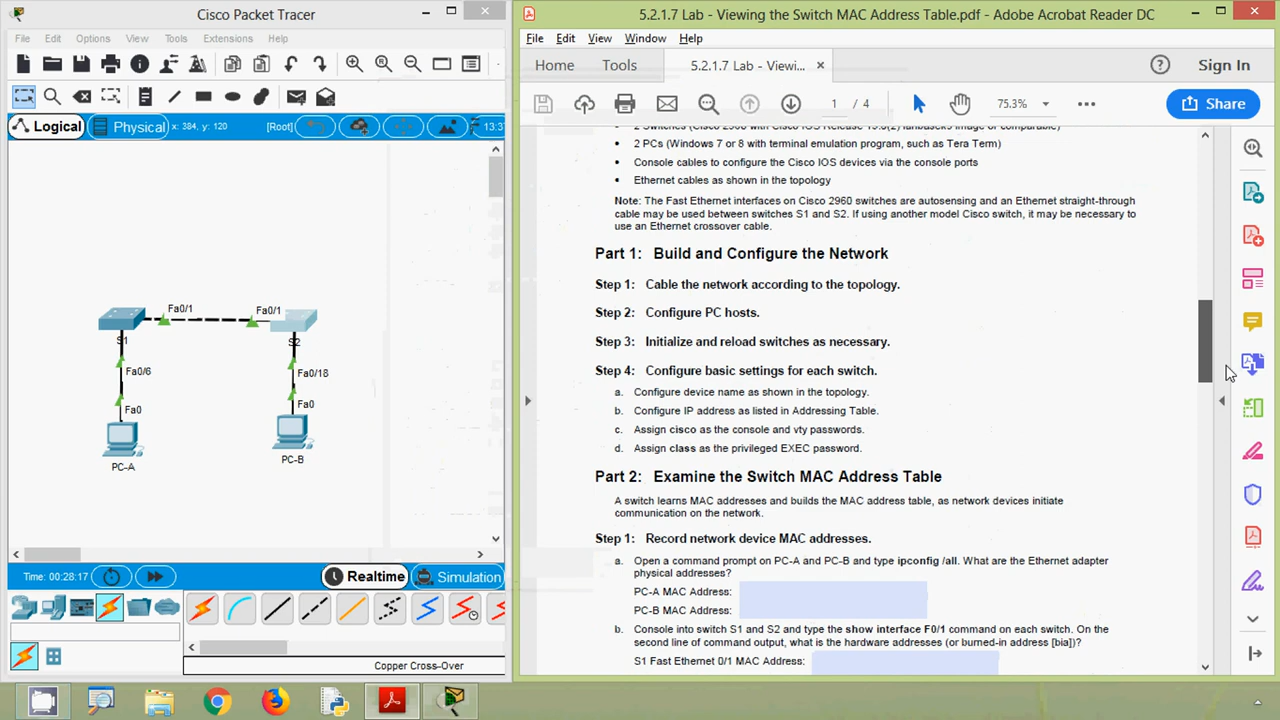 Cisco Packet Tracer
File Edit Options View Tools Extensions Help
Logical
Physical
x: 384, y: 120
[Root]
Fa0/1
Fa0/1
S1
S2
Fa0/6
Fa0/18
Fa0
Fa0
PC-A
PC-B
Time: 00:28:17
Realtime
Simulation
Copper Cross-Over
5.2.1.7 Lab - Viewing the Switch MAC Address Table.pdf - Adobe Acrobat Reader DC
File Edit View Window Help
Home
Tools
5.2.1.7 Lab - Viewi...
Sign In
1 / 4
75.3%
Share
2 PCs (Windows 7 or 8 with terminal emulation program, such as Tera Term)
Console cables to configure the Cisco IOS devices via the console ports
Ethernet cables as shown in the topology
Note: The Fast Ethernet interfaces on Cisco 2960 switches are autosensing and an Ethernet straight-through
cable may be used between switches S1 and S2. If using another model Cisco switch, it may be necessary to
use an Ethernet crossover cable.
Part 1: Build and Configure the Network
Step 1: Cable the network according to the topology.
Step 2: Configure PC hosts.
Step 3: Initialize and reload switches as necessary.
Step 4: Configure basic settings for each switch.
a. Configure device name as shown in the topology.
b. Configure IP address as listed in Addressing Table.
c. Assign cisco as the console and vty passwords.
d. Assign class as the privileged EXEC password.
Part 2: Examine the Switch MAC Address Table
A switch learns MAC addresses and builds the MAC address table, as network devices initiate
communication on the network.
Step 1: Record network device MAC addresses.
a. Open a command prompt on PC-A and PC-B and type ipconfig /all. What are the Ethernet adapter
physical addresses?
PC-A MAC Address:
PC-B MAC Address:
b. Console into switch S1 and S2 and type the show interface F0/1 command on each switch. On the
second line of command output, what is the hardware addresses (or burned-in address [bia])?
S1 Fast Ethernet 0/1 MAC Address: